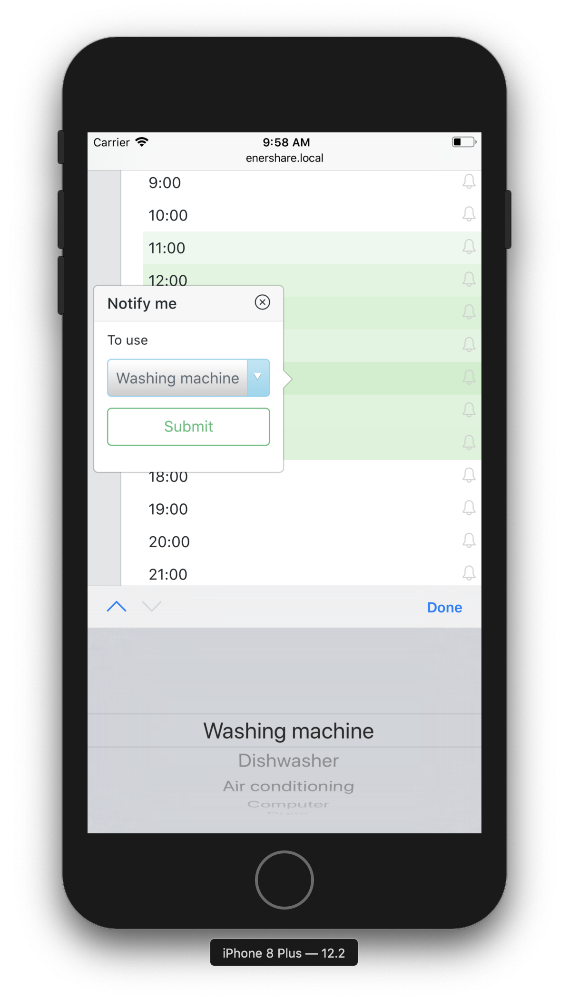 Carrier 9:58 AM
enershare.local
9:00
10:00
11:00
12:00
Notify me
To use
Washing machine
Submit
18:00
19:00
20:00
21:00
Done
Washing machine
Dishwasher
Air conditioning
Computer
Dryer
iPhone 8 Plus — 12.2